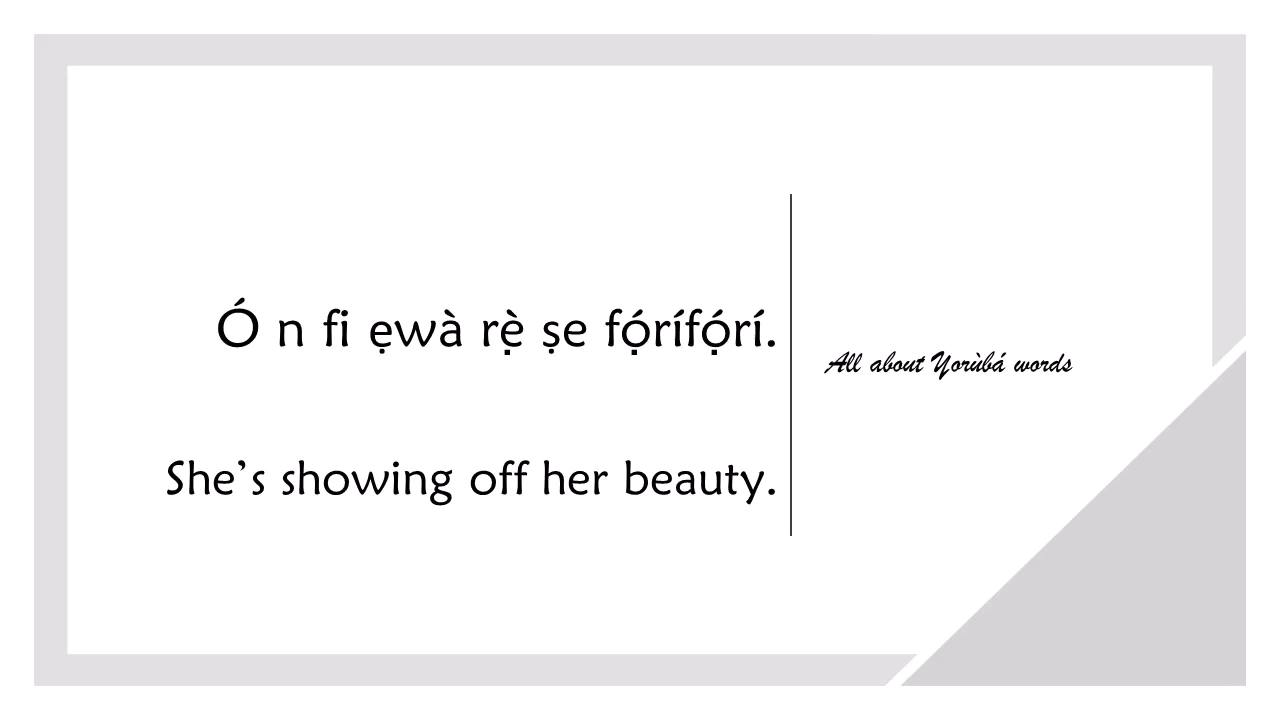 Ó n fi ẹwà rẹ̀ ṣe fọ́rífọ́rí.
She’s showing off her beauty.
All about Yorùbá words